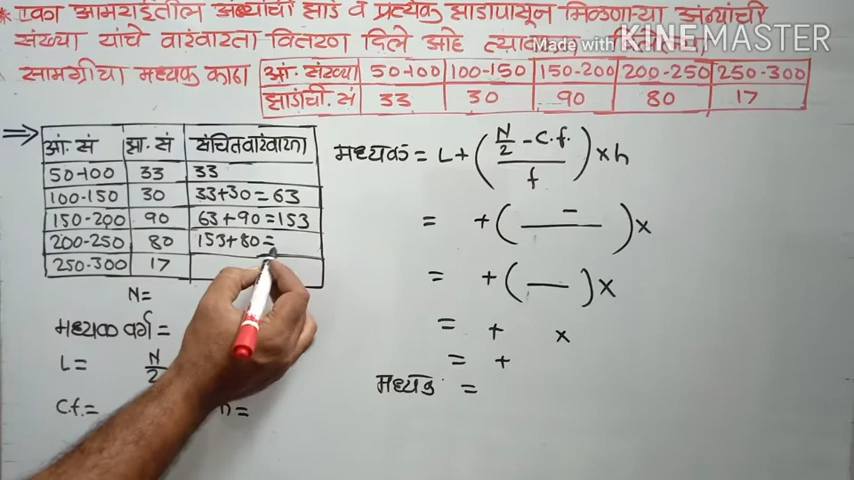 * एका आमराईतील आंब्यांची झाडे व प्रत्येक झाडापासून मिळणाऱ्या आंब्यांची
संख्या यांचे वारंवारता वितरण दिले आहे त्यावरून दिलेल्या
Made with KINEMASTER
सामग्रीचा मध्यक काढा
आं. संख्या 50-100 100-150 150-200 200-250 250-300
झाडांची. सं 33 30 90 80 17
⇒ आं. सं झा. सं संचित वारंवारता
50-100 33 33
100-150 30 33+30=63
150-200 90 63+90=153
200-250 80 153+80=
250-300 17
N=
मध्यक वर्ग=
L= N/2
C.f.= h=
मध्यक = L+( (N/2 - C.f.) / f )×h
= +( - )×
= +( )×
= + ×
= +
मध्यक =